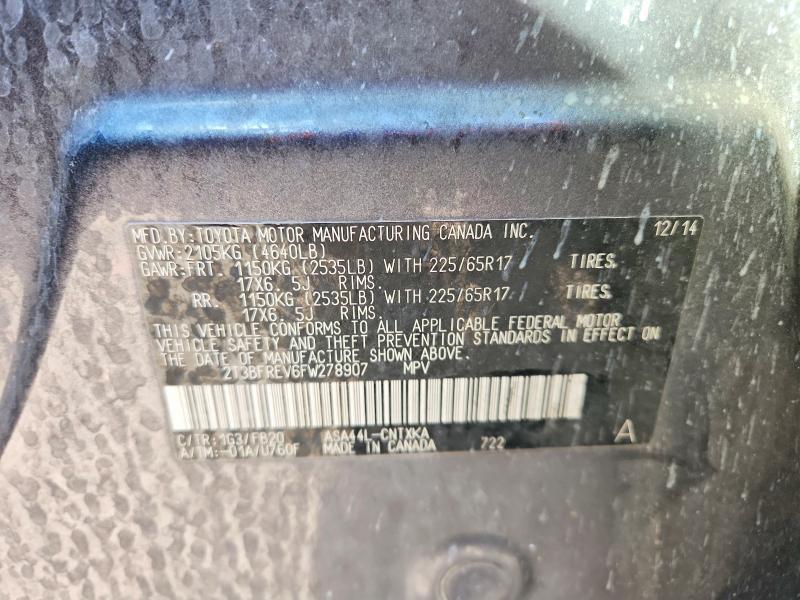 MFD.BY:TOYOTA MOTOR MANUFACTURING CANADA INC. 12/14
GVWR:2105KG (4640LB)
GAWR:FRT. 1150KG (2535LB) WITH 225/65R17 TIRES,
17X6. 5J RIMS.
RR. 1150KG (2535LB) WITH 225/65R17 TIRES,
17X6. 5J RIMS.
THIS VEHICLE CONFORMS TO ALL APPLICABLE FEDERAL MOTOR
VEHICLE SAFETY AND THEFT PREVENTION STANDARDS IN EFFECT ON
THE DATE OF MANUFACTURE SHOWN ABOVE.
2T3BFREV6FW278907 MPV
C/TR:1G3/FB20 ASA44L-CNTXKA 722 A
A/TM:-01A/U760F MADE IN CANADA